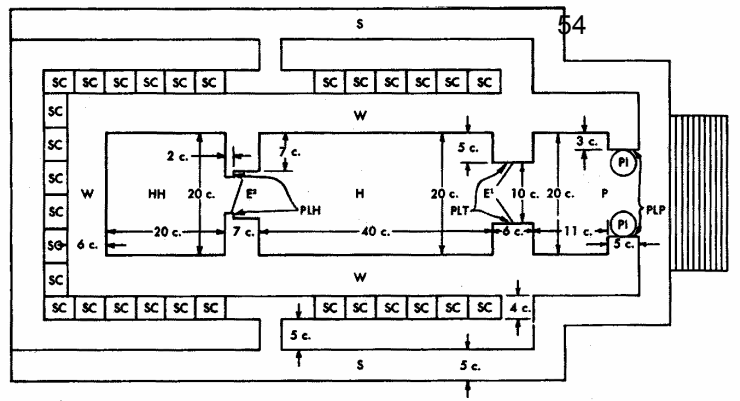 54
S
SC SC SC SC SC SC SC SC SC SC SC SC
SC
SC
SC
SC
SC
SC
W
2 c. 7 c. 5 c. 3 c.
PI
W HH 20 c. E² H 20 c. E¹ 10 c. 20 c. P
PLH PLT PLP
PI
6 c. 20 c. 7 c. 40 c. 6 c. 11 c. 5 c.
W
SC SC SC SC SC SC SC SC SC SC SC SC 4 c.
5 c.
S 5 c.